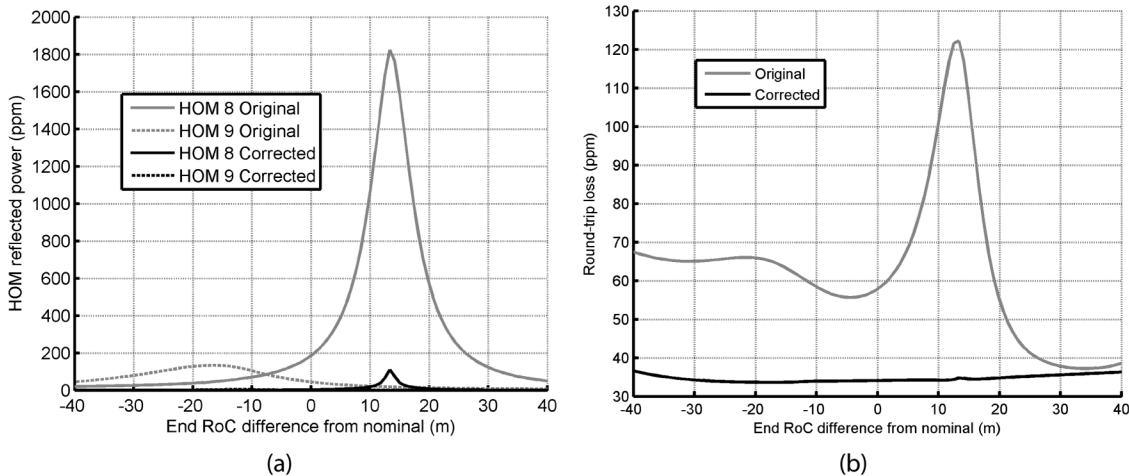 2000
1800
1600
1400
1200
1000
800
600
400
200
0
HOM reflected power (ppm)
HOM 8 Original
HOM 9 Original
HOM 8 Corrected
HOM 9 Corrected
-40 -30 -20 -10 0 10 20 30 40
End RoC difference from nominal (m)
(a)
130
120
110
100
90
80
70
60
50
40
30
Round-trip loss (ppm)
Original
Corrected
-40 -30 -20 -10 0 10 20 30 40
End RoC difference from nominal (m)
(b)